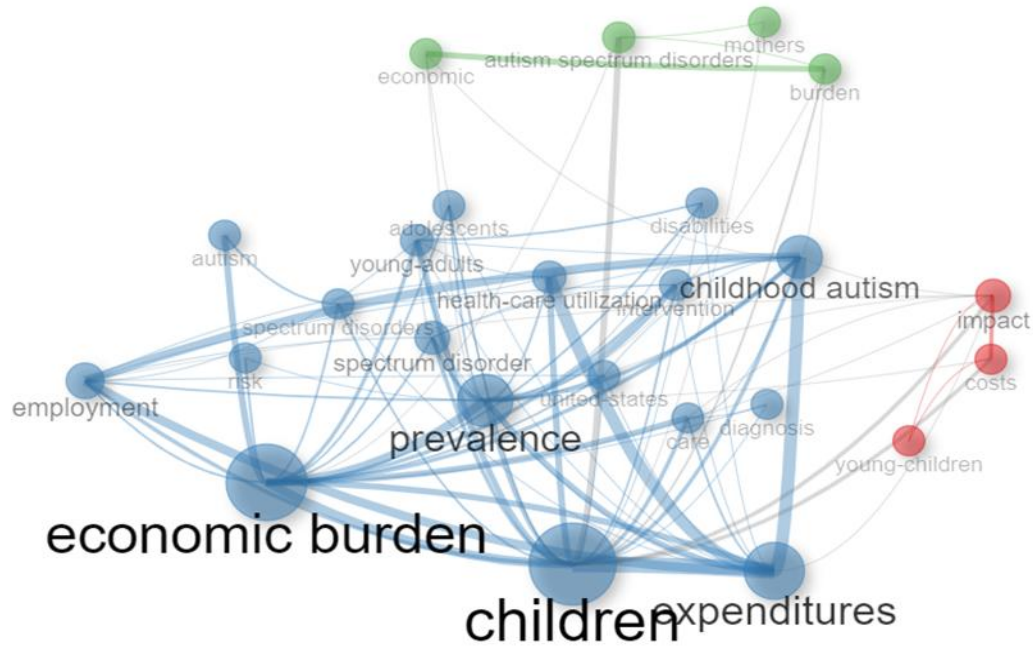 mothers
autism spectrum disorders
economic
burden
adolescents
disabilities
autism
young-adults
childhood autism
health-care utilization
intervention
impact
spectrum disorders
spectrum disorder
risk
costs
united-states
employment
diagnosis
prevalence
care
young-children
economic burden
children
expenditures